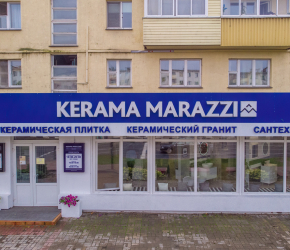 KERAMA MARAZZI
КЕРАМИЧЕСКАЯ ПЛИТКА КЕРАМИЧЕСКИЙ ГРАНИТ САНТЕХ